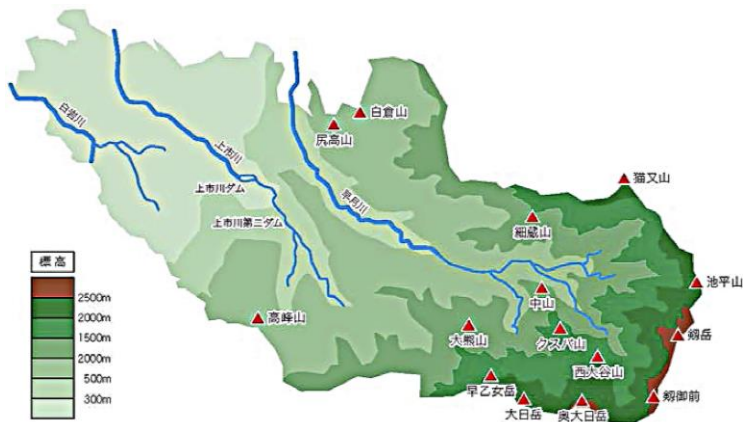 白倉山
尻高山
白岩川
上市川
上市川ダム
早月川
猫又山
上市川第二ダム
細蔵山
標高
池平山
2500m
2000m
1500m
2000m
500m
300m
中山
高峰山
大熊山
クズバ山
剱岳
西大谷山
早乙女岳
大日岳
奥大日岳
剱御前